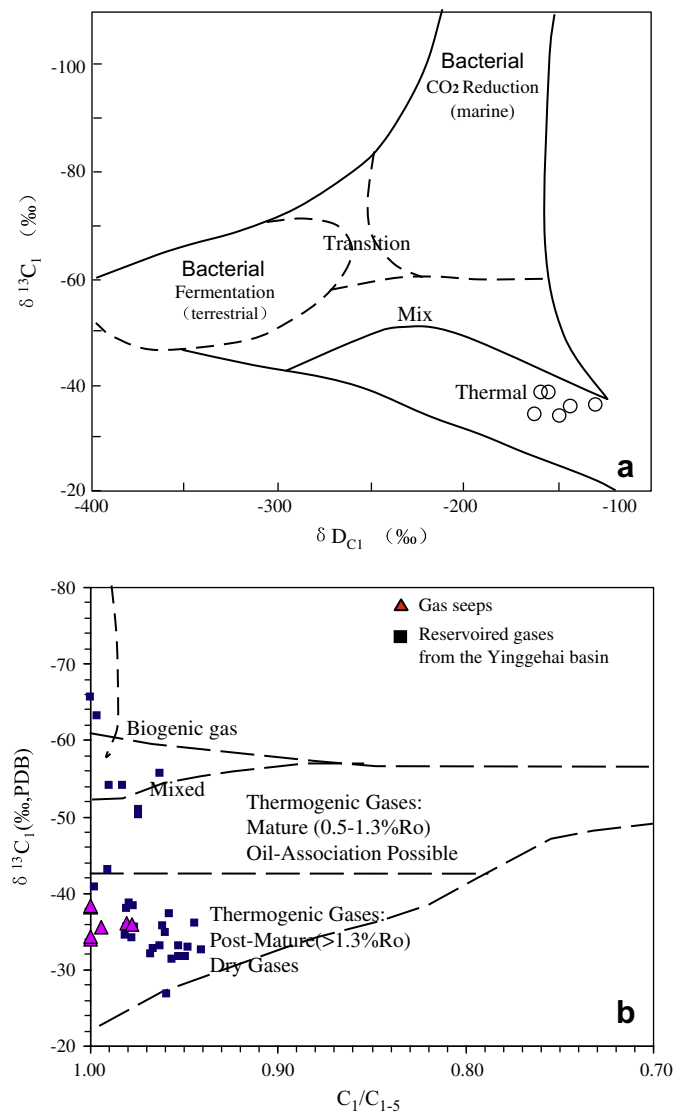 -100
-80
-60
-40
-20
δ ¹³C₁ （‰）
Bacterial
CO₂ Reduction
(marine)
Transition
Bacterial
Fermentation
（terrestrial）
Mix
Thermal
a
-400
-300
-200
-100
δ D_C1 （‰）
-80
-70
-60
-50
-40
-30
-20
δ ¹³C₁(‰,PDB)
Gas seeps
Reservoired gases
from the Yinggehai basin
Biogenic gas
Mixed
Thermogenic Gases:
Mature (0.5-1.3%Ro)
Oil-Association Possible
Thermogenic Gases:
Post-Mature(>1.3%Ro)
Dry Gases
b
1.00
0.90
0.80
0.70
C₁/C₁₋₅